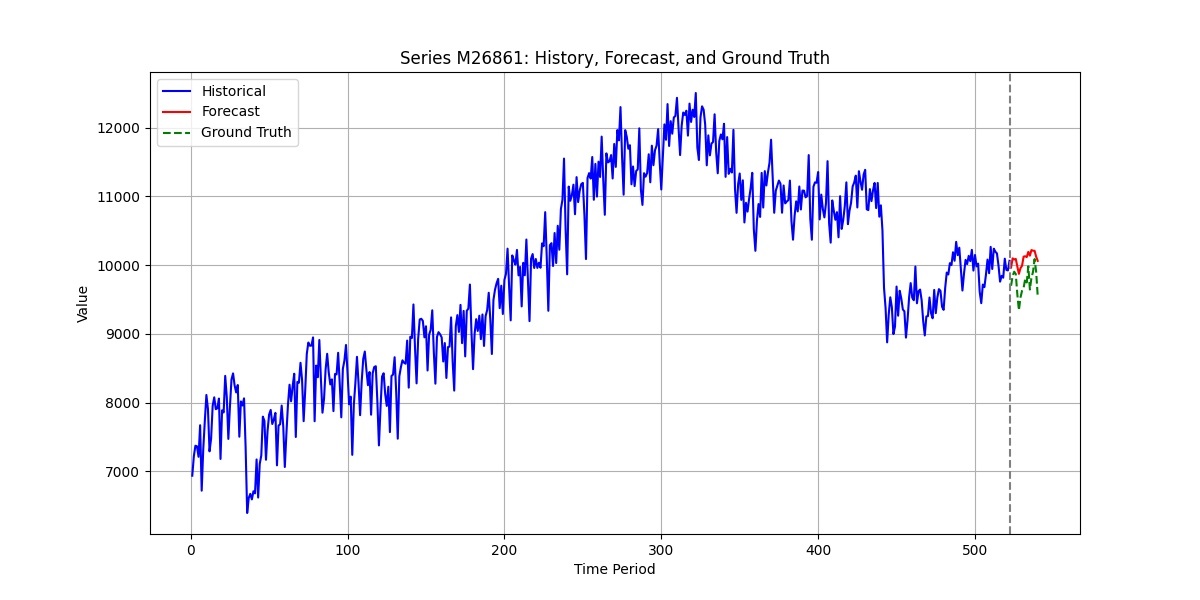 Series M26861: History, Forecast, and Ground Truth
Historical
Forecast
Ground Truth
12000
11000
10000
9000
8000
7000
Value
0
100
200
300
400
500
Time Period